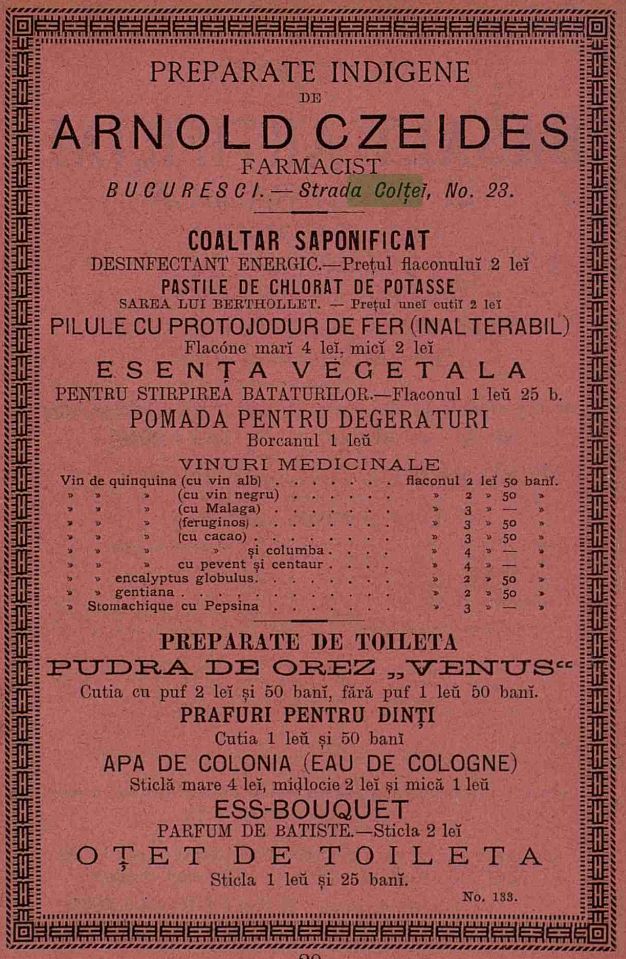 PREPARATE INDIGENE
DE
ARNOLD CZEIDES
FARMACIST
BUCURESCI. — Strada Colțeĭ, No. 23.
COALTAR SAPONIFICAT
DESINFECTANT ENERGIC.—Prețul flaconuluĭ 2 leĭ
PASTILE DE CHLORAT DE POTASSE
SAREA LUI BERTHOLLET. — Prețul uneĭ cutiĭ 2 leĭ
PILULE CU PROTOJODUR DE FER (INALTERABIL)
Flacóne marĭ 4 leĭ, micĭ 2 leĭ
ESENȚA VEGETALA
PENTRU STIRPIREA BATATURILOR.—Flaconul 1 leŭ 25 b.
POMADA PENTRU DEGERATURI
Borcanul 1 leŭ
VINURI MEDICINALE
Vin de quinquina (cu vin alb) . . . . . . . flaconul 2 leĭ 50 banĭ.
» » » (cu vin negru) . . . . . . » 2 » 50 »
» » » (cu Malaga) . . . . . . . » 3 » — »
» » » (feruginos) . . . . . . . . » 3 » 50 »
» » » (cu cacao) . . . . . . . . » 3 » 50 »
» » » » și columba . . . . » 4 » — »
» » » cu pevent și centaur . . . . » 4 » — »
» » encalyptus globulus. . . . . . . . » 2 » 50 »
» » gentiana . . . . . . . . . . . » 2 » 50 »
» Stomachique cu Pepsina . . . . . . . » 3 » — »
PREPARATE DE TOILETA
PUDRA DE OREZ „VENUS“
Cutia cu puf 2 leĭ și 50 banĭ, fără puf 1 leŭ 50 banĭ.
PRAFURI PENTRU DINȚI
Cutia 1 leŭ și 50 banĭ
APA DE COLONIA (EAU DE COLOGNE)
Sticlă mare 4 leĭ, midlocie 2 leĭ și mică 1 leŭ
ESS-BOUQUET
PARFUM DE BATISTE.—Sticla 2 leĭ
OȚET DE TOILETA
Sticla 1 leŭ și 25 banĭ.
No. 133.